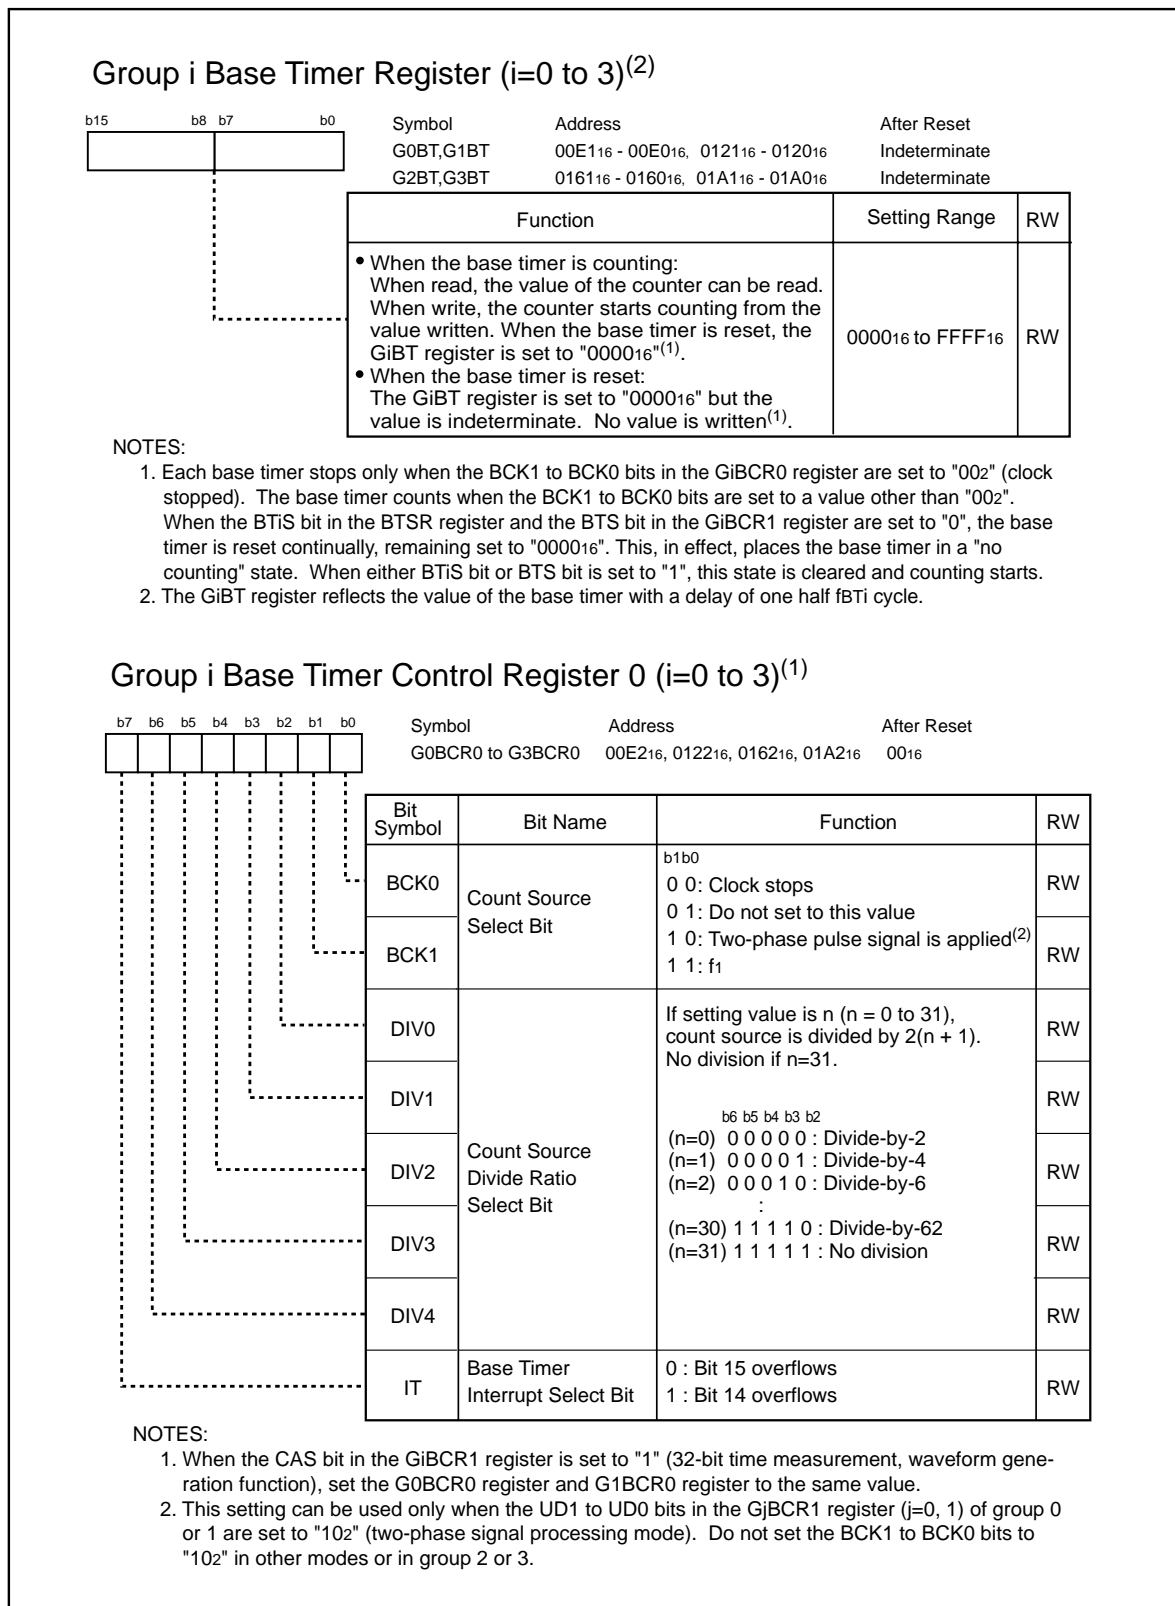 Group i Base Timer Register (i=0 to 3)(2)
b15 b8 b7 b0
Symbol Address After Reset
G0BT,G1BT 00E116 - 00E016, 012116 - 012016 Indeterminate
G2BT,G3BT 016116 - 016016, 01A116 - 01A016 Indeterminate
Function Setting Range RW
• When the base timer is counting:
When read, the value of the counter can be read.
When write, the counter starts counting from the
value written. When the base timer is reset, the
GiBT register is set to "000016"(1).
• When the base timer is reset:
The GiBT register is set to "000016" but the
value is indeterminate. No value is written(1).
000016 to FFFF16 RW
NOTES:
1. Each base timer stops only when the BCK1 to BCK0 bits in the GiBCR0 register are set to "002" (clock
stopped). The base timer counts when the BCK1 to BCK0 bits are set to a value other than "002".
When the BTiS bit in the BTSR register and the BTS bit in the GiBCR1 register are set to "0", the base
timer is reset continually, remaining set to "000016". This, in effect, places the base timer in a "no
counting" state. When either BTiS bit or BTS bit is set to "1", this state is cleared and counting starts.
2. The GiBT register reflects the value of the base timer with a delay of one half fBTi cycle.
Group i Base Timer Control Register 0 (i=0 to 3)(1)
b7 b6 b5 b4 b3 b2 b1 b0
Symbol Address After Reset
G0BCR0 to G3BCR0 00E216, 012216, 016216, 01A216 0016
Bit Symbol Bit Name Function RW
BCK0 RW
BCK1 RW
Count Source
Select Bit
b1b0
0 0: Clock stops
0 1: Do not set to this value
1 0: Two-phase pulse signal is applied(2)
1 1: f1
DIV0 RW
DIV1 RW
DIV2 RW
DIV3 RW
DIV4 RW
Count Source
Divide Ratio
Select Bit
If setting value is n (n = 0 to 31),
count source is divided by 2(n + 1).
No division if n=31.
b6 b5 b4 b3 b2
(n=0) 0 0 0 0 0 : Divide-by-2
(n=1) 0 0 0 0 1 : Divide-by-4
(n=2) 0 0 0 1 0 : Divide-by-6
:
(n=30) 1 1 1 1 0 : Divide-by-62
(n=31) 1 1 1 1 1 : No division
IT RW
Base Timer
Interrupt Select Bit
0 : Bit 15 overflows
1 : Bit 14 overflows
NOTES:
1. When the CAS bit in the GiBCR1 register is set to "1" (32-bit time measurement, waveform gene-
ration function), set the G0BCR0 register and G1BCR0 register to the same value.
2. This setting can be used only when the UD1 to UD0 bits in the GjBCR1 register (j=0, 1) of group 0
or 1 are set to "102" (two-phase signal processing mode). Do not set the BCK1 to BCK0 bits to
"102" in other modes or in group 2 or 3.